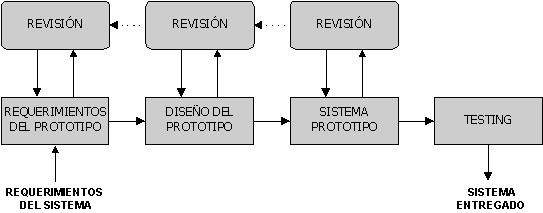 REVISIÓN
REVISIÓN
REVISIÓN
REQUERIMIENTOS
DEL PROTOTIPO
DISEÑO DEL
PROTOTIPO
SISTEMA
PROTOTIPO
TESTING
REQUERIMIENTOS
DEL SISTEMA
SISTEMA
ENTREGADO